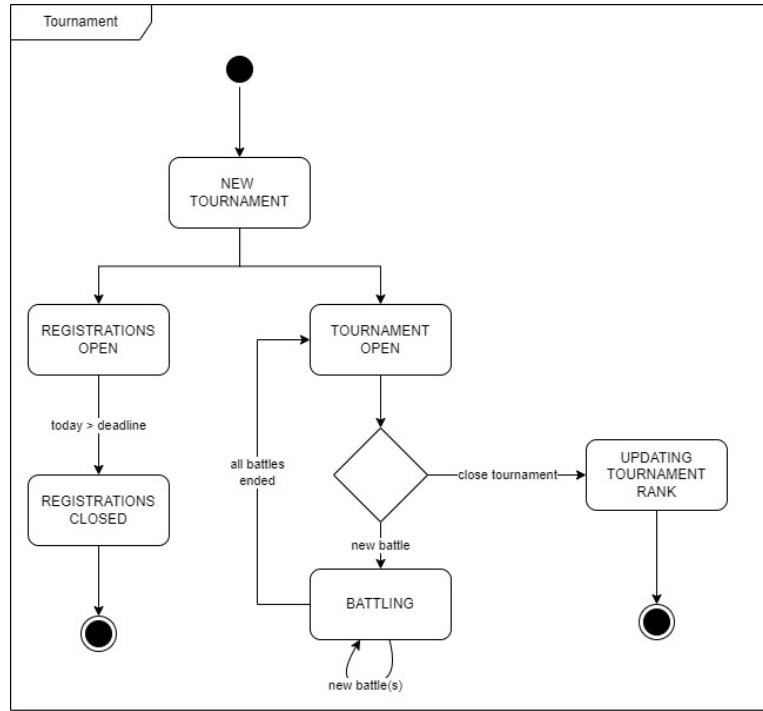 Tournament
NEW
TOURNAMENT
REGISTRATIONS
OPEN
TOURNAMENT
OPEN
today > deadline
all battles
ended
close tournament
UPDATING
TOURNAMENT
RANK
REGISTRATIONS
CLOSED
new battle
BATTLING
new battle(s)